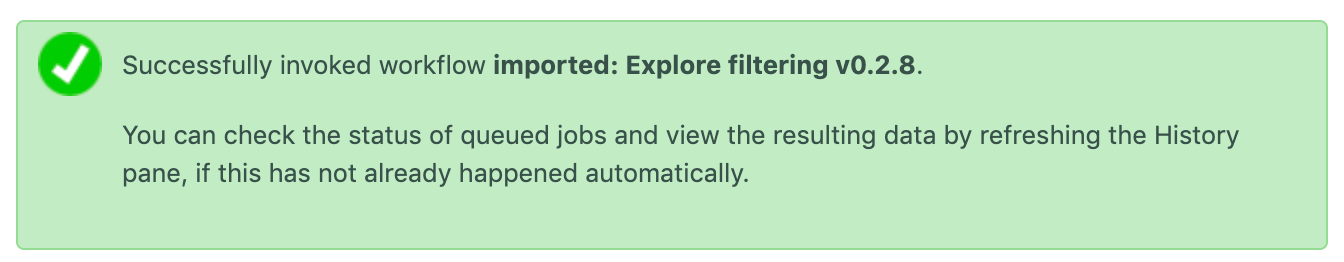 Successfully invoked workflow imported: Explore filtering v0.2.8.
You can check the status of queued jobs and view the resulting data by refreshing the History
pane, if this has not already happened automatically.